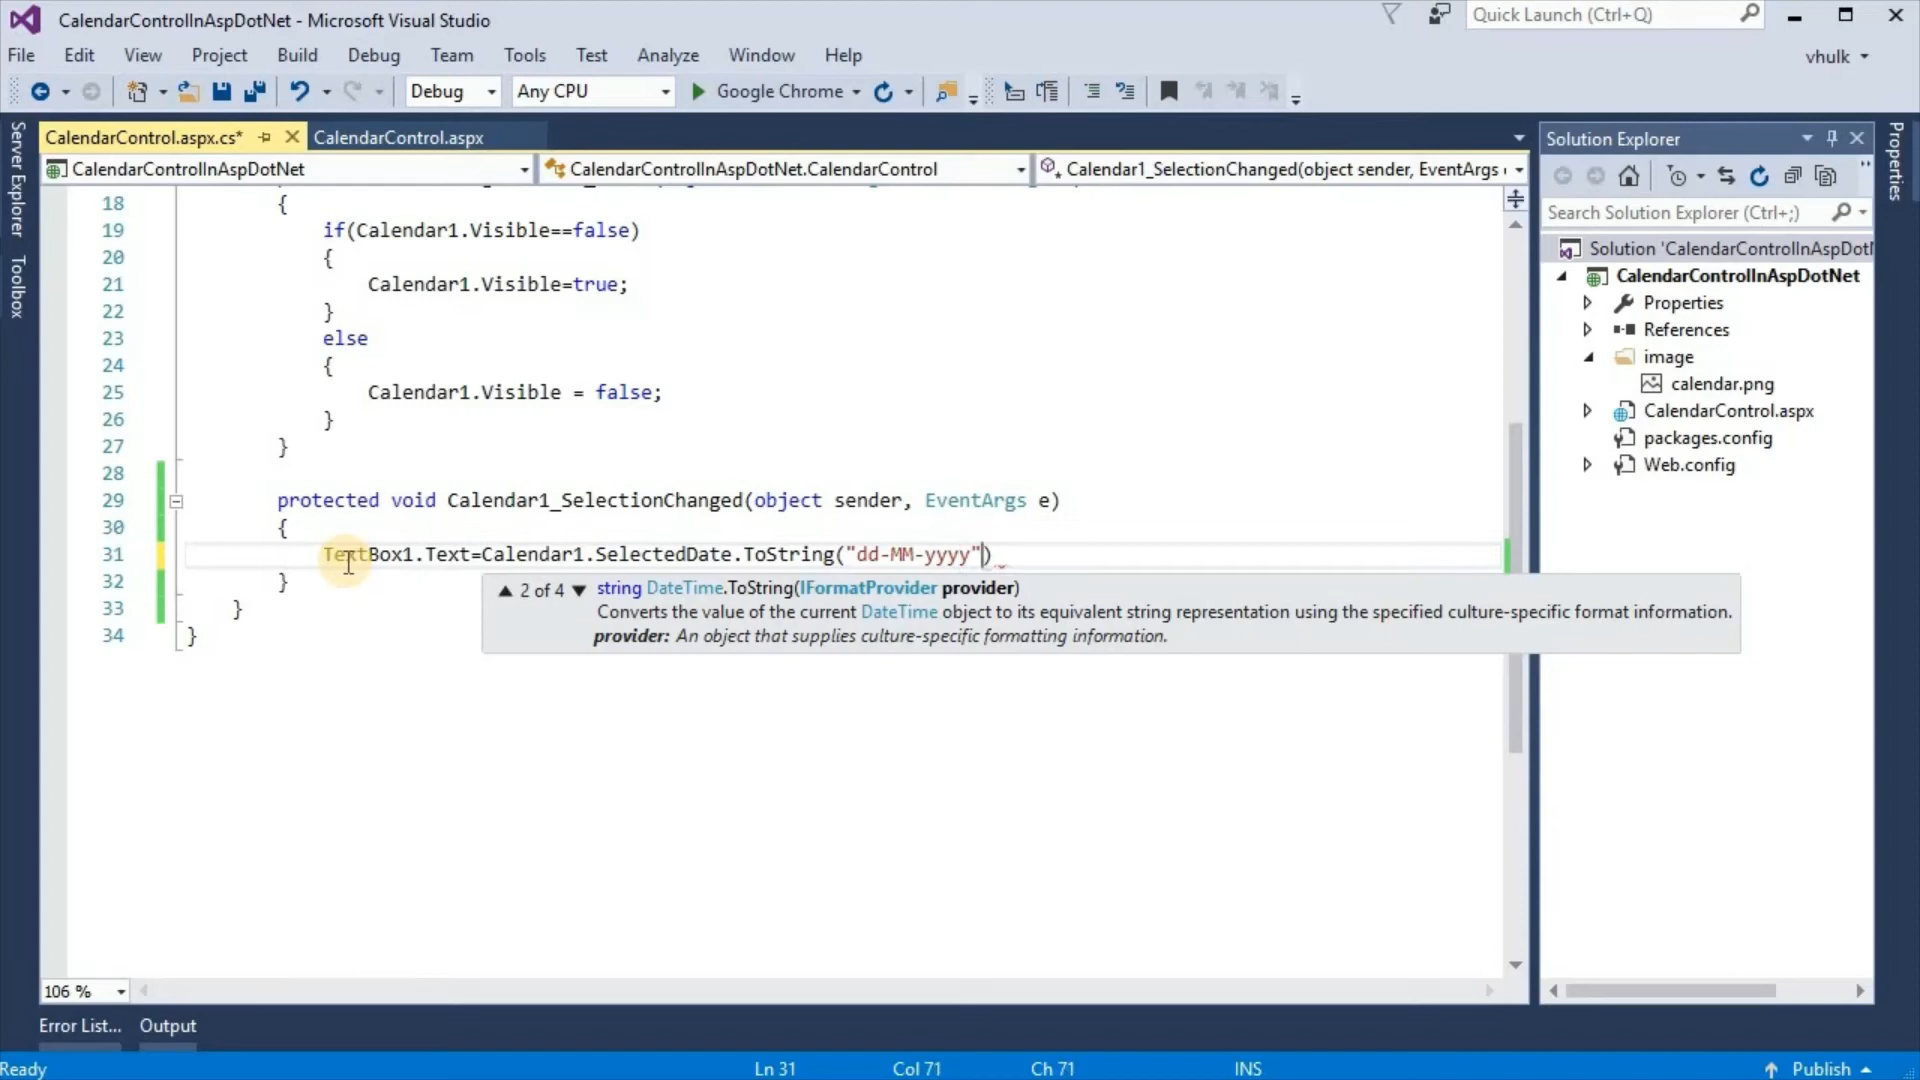 CalendarControlInAspDotNet - Microsoft Visual Studio
Quick Launch (Ctrl+Q)
File Edit View Project Build Debug Team Tools Test Analyze Window Help
vhulk
Debug Any CPU Google Chrome
Server Explorer
Toolbox
CalendarControl.aspx.cs*
CalendarControl.aspx
CalendarControlInAspDotNet
CalendarControlInAspDotNet.CalendarControl
Calendar1_SelectionChanged(object sender, EventArgs
18 {
19 if(Calendar1.Visible==false)
20 {
21 Calendar1.Visible=true;
22 }
23 else
24 {
25 Calendar1.Visible = false;
26 }
27 }
28
29 protected void Calendar1_SelectionChanged(object sender, EventArgs e)
30 {
31 TextBox1.Text=Calendar1.SelectedDate.ToString("dd-MM-yyyy")
32 }
33 }
34 }
2 of 4 string DateTime.ToString(IFormatProvider provider)
Converts the value of the current DateTime object to its equivalent string representation using the specified culture-specific format information.
provider: An object that supplies culture-specific formatting information.
Solution Explorer
Search Solution Explorer (Ctrl+;)
Solution 'CalendarControlInAspDot
CalendarControlInAspDotNet
Properties
References
image
calendar.png
CalendarControl.aspx
packages.config
Web.config
Properties
106 %
Error List... Output
Ready Ln 31 Col 71 Ch 71 INS Publish